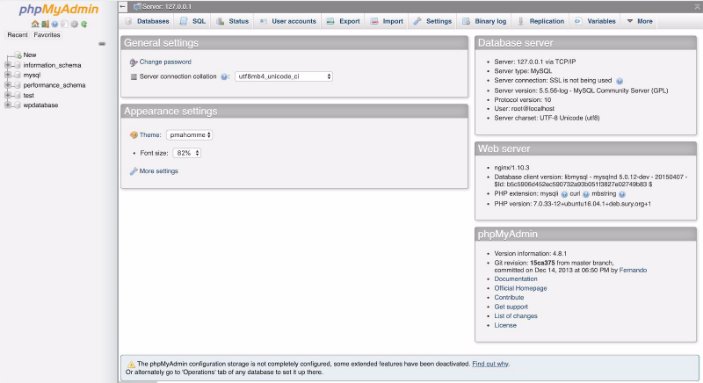 phpMyAdmin
Recent Favorites
New
information_schema
mysql
performance_schema
test
wpdatabase
Server: 127.0.0.1
Databases SQL Status User accounts Export Import Settings Binary log Replication Variables More
General settings
Change password
Server connection collation : utf8mb4_unicode_ci
Appearance settings
Theme: pmahomme
Font size: 82%
More settings
Database server
Server: 127.0.0.1 via TCP/IP
Server type: MySQL
Server connection: SSL is not being used
Server version: 5.5.56-log - MySQL Community Server (GPL)
Protocol version: 10
User: root@localhost
Server charset: UTF-8 Unicode (utf8)
Web server
nginx/1.10.3
Database client version: libmysql - mysqlnd 5.0.12-dev - 20150407 -
$Id: b5c5906d452ec590732a93b051f3827e02749b83 $
PHP extension: mysqli curl mbstring
PHP version: 7.0.33-12+ubuntu16.04.1+deb.sury.org+1
phpMyAdmin
Version information: 4.8.1
Git revision: 15ca375 from master branch,
committed on Dec 14, 2013 at 06:50 PM by Fernando
Documentation
Official Homepage
Contribute
Get support
List of changes
License
The phpMyAdmin configuration storage is not completely configured, some extended features have been deactivated. Find out why.
Or alternately go to 'Operations' tab of any database to set it up there.